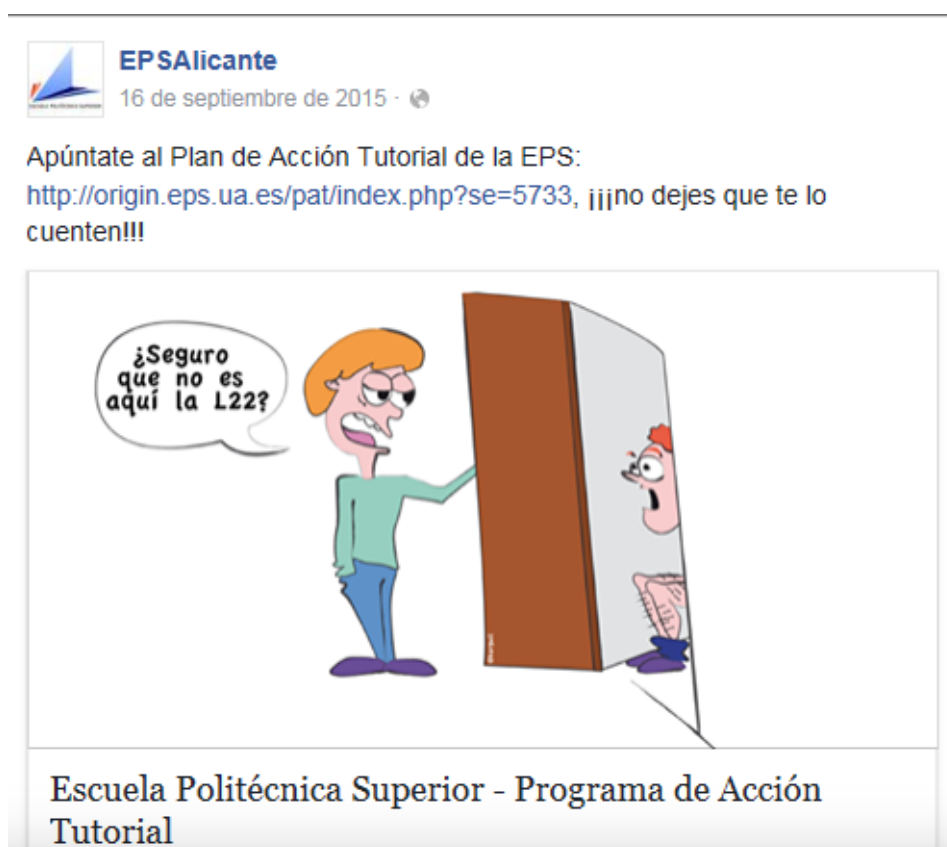 EPSAlicante
16 de septiembre de 2015 ·
Apúntate al Plan de Acción Tutorial de la EPS:
http://origin.eps.ua.es/pat/index.php?se=5733, ¡¡¡no dejes que te lo
cuenten!!!
¿Seguro
que no es
aquí la L22?
Escuela Politécnica Superior - Programa de Acción
Tutorial